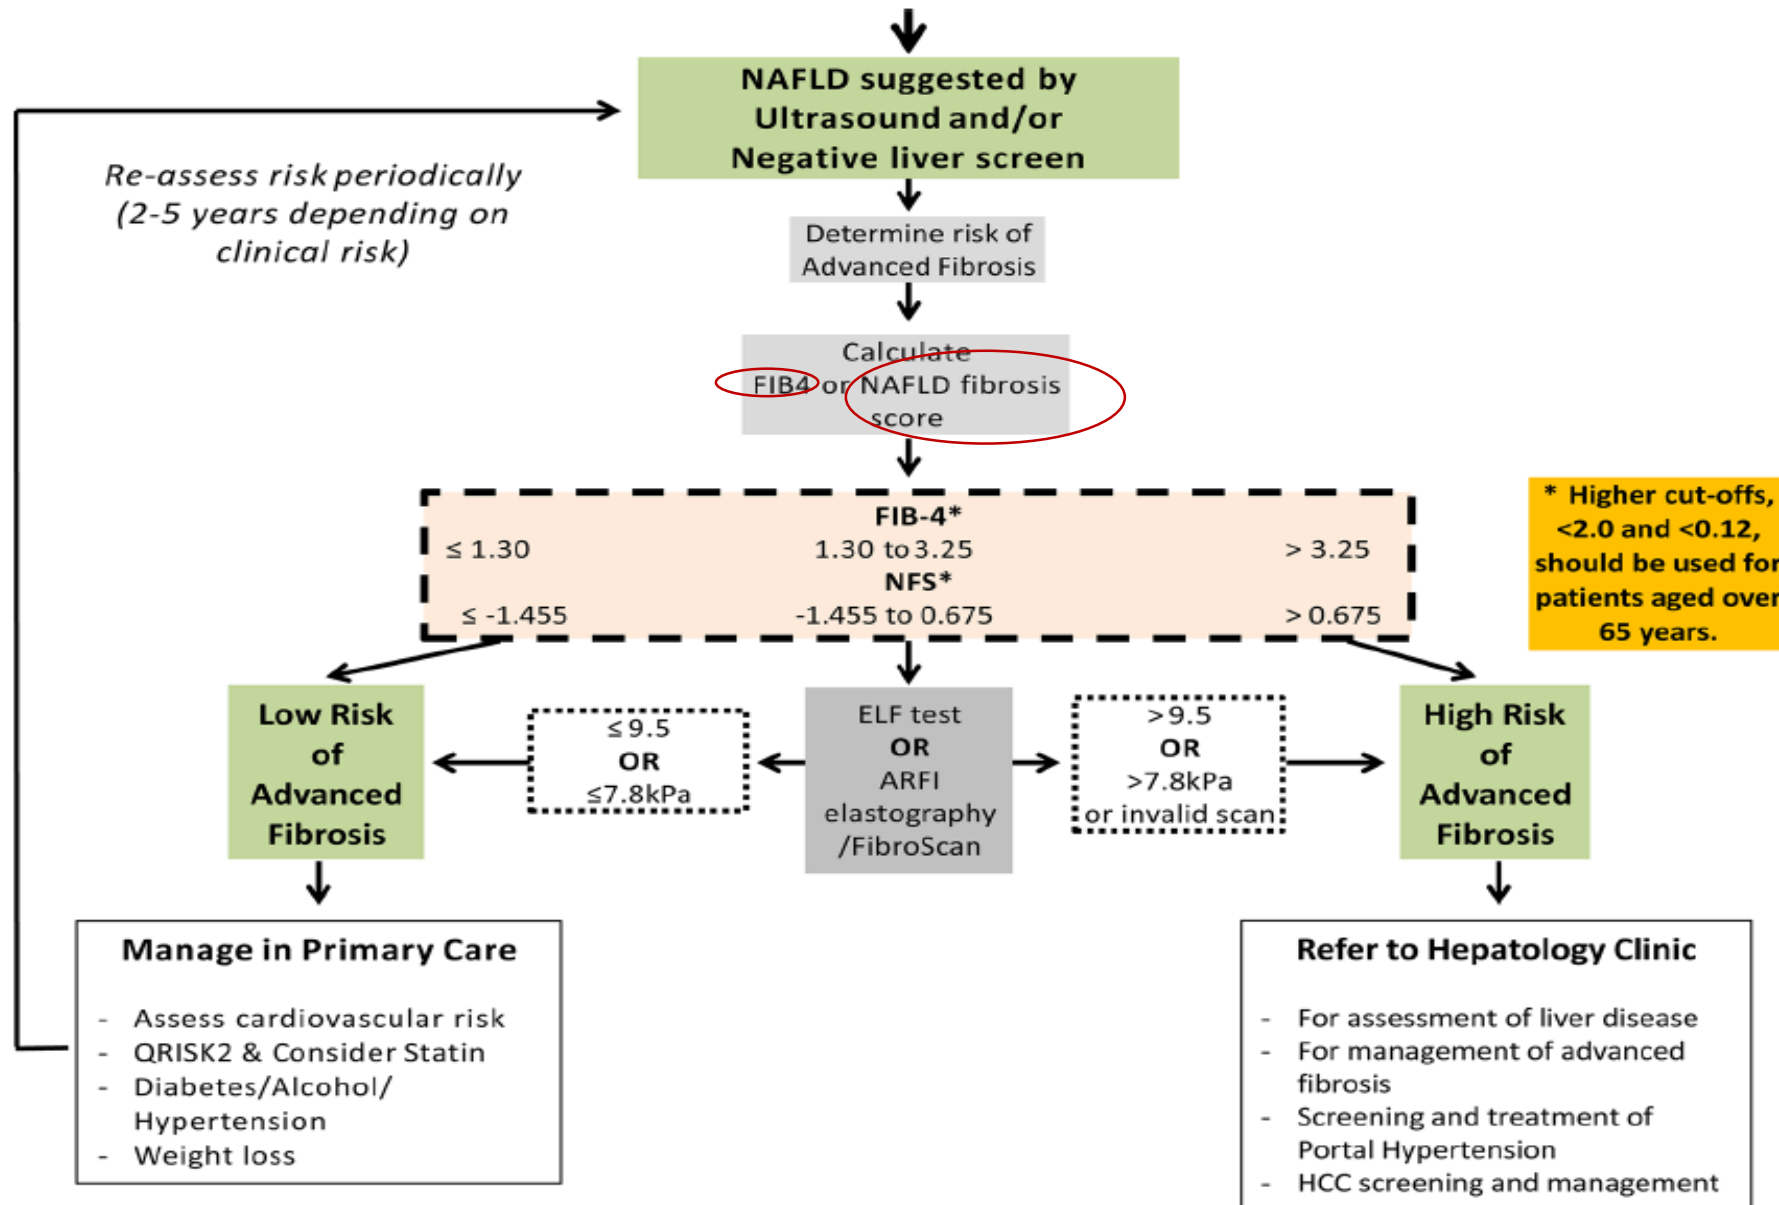 NAFLD suggested by
Ultrasound and/or
Negative liver screen
Re-assess risk periodically
(2-5 years depending on
clinical risk)
Determine risk of
Advanced Fibrosis
Calculate
FIB4 or NAFLD fibrosis
score
FIB-4*
≤ 1.30 1.30 to 3.25 > 3.25
NFS*
≤ -1.455 -1.455 to 0.675 > 0.675
* Higher cut-offs,
<2.0 and <0.12,
should be used for
patients aged over
65 years.
Low Risk
of
Advanced
Fibrosis
≤ 9.5
OR
≤7.8kPa
ELF test
OR
ARFI
elastography
/FibroScan
> 9.5
OR
>7.8kPa
or invalid scan
High Risk
of
Advanced
Fibrosis
Manage in Primary Care
- Assess cardiovascular risk
- QRISK2 & Consider Statin
- Diabetes/Alcohol/
Hypertension
- Weight loss
Refer to Hepatology Clinic
- For assessment of liver disease
- For management of advanced
fibrosis
- Screening and treatment of
Portal Hypertension
- HCC screening and management